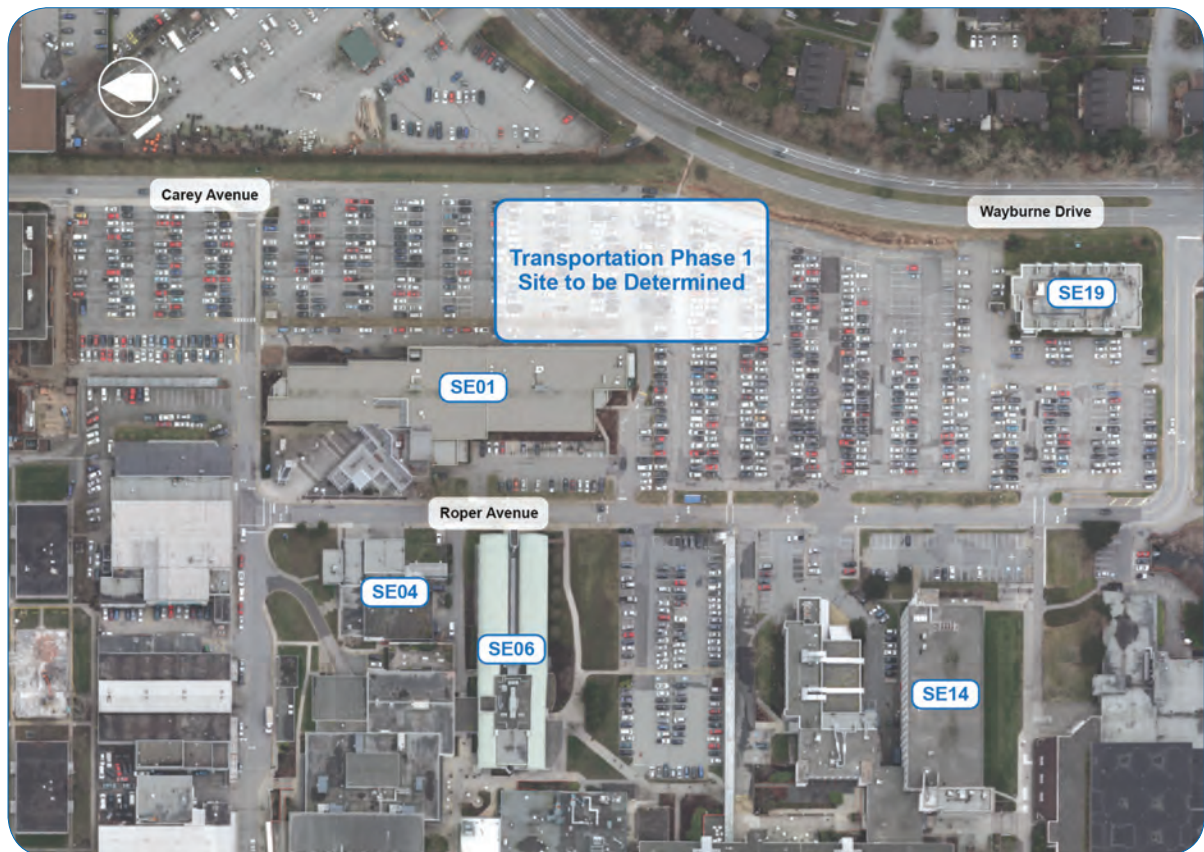 Carey Avenue
Wayburne Drive
Transportation Phase 1
Site to be Determined
SE19
SE01
Roper Avenue
SE04
SE06
SE14